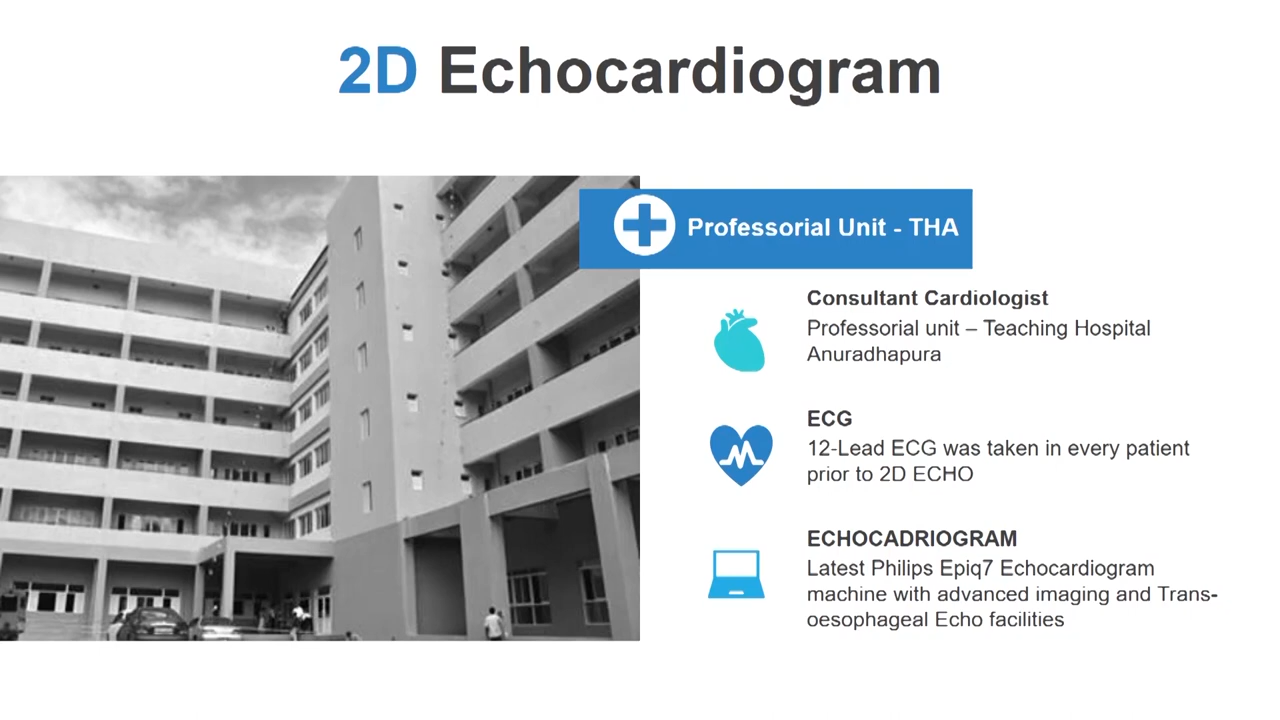 2D Echocardiogram
Professorial Unit - THA
Consultant Cardiologist
Professorial unit – Teaching Hospital
Anuradhapura
ECG
12-Lead ECG was taken in every patient
prior to 2D ECHO
ECHOCADRIOGRAM
Latest Philips Epiq7 Echocardiogram
machine with advanced imaging and Trans-
oesophageal Echo facilities